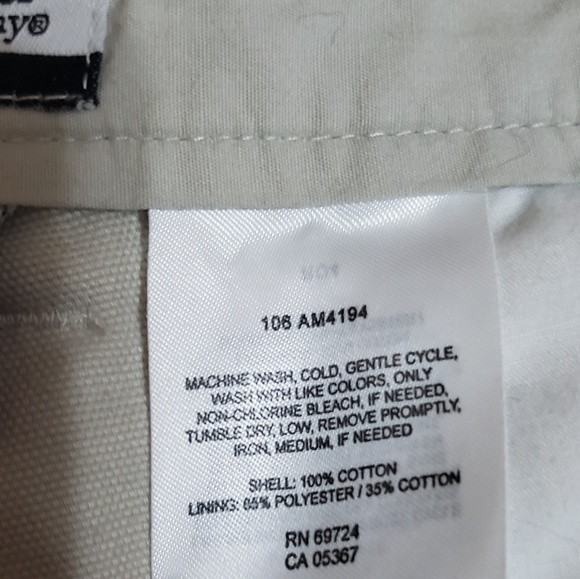 ny®
106 AM4194
MACHINE WASH, COLD, GENTLE CYCLE,
WASH WITH LIKE COLORS, ONLY
NON-CHLORINE BLEACH, IF NEEDED,
TUMBLE DRY, LOW, REMOVE PROMPTLY,
IRON, MEDIUM, IF NEEDED
SHELL: 100% COTTON
LINING: 65% POLYESTER / 35% COTTON
RN 69724
CA 05367